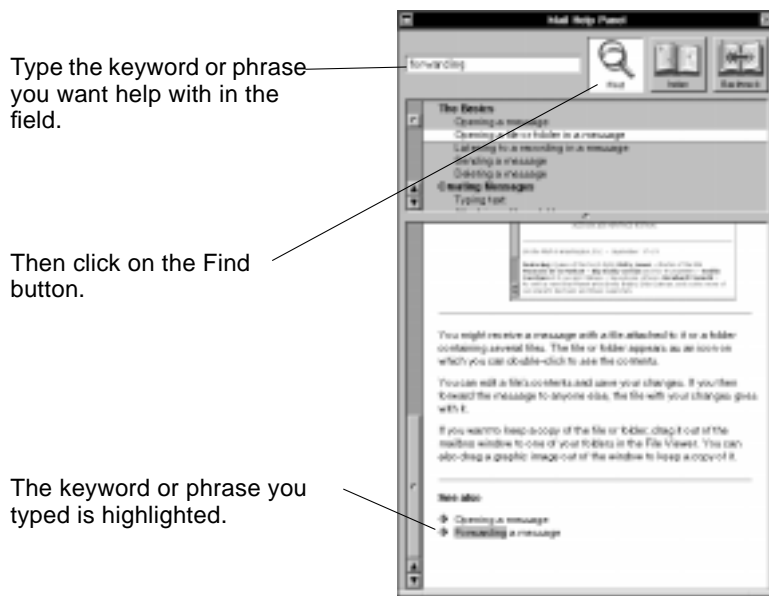 Mail Help Panel
Type the keyword or phrase
you want help with in the
field.
forwarding
Find
Index
Backtrack
The Basics
Opening a message
Opening a file or folder in a message
Listening to a recording in a message
Sending a message
Deleting a message
Creating Messages
Typing text
Then click on the Find
button.
You might receive a message with a file attached to it or a folder
containing several files. The file or folder appears as an icon on
which you can double-click to see the contents.
You can edit a file's contents and save your changes. If you then
forward the message to anyone else, the file with your changes goes
with it.
If you want to keep a copy of the file or folder, drag it out of the
mailbox window to one of your folders in the File Viewer. You can
also drag a graphic image out of the window to keep a copy of it.
The keyword or phrase you
typed is highlighted.
See also
Opening a message
Forwarding a message